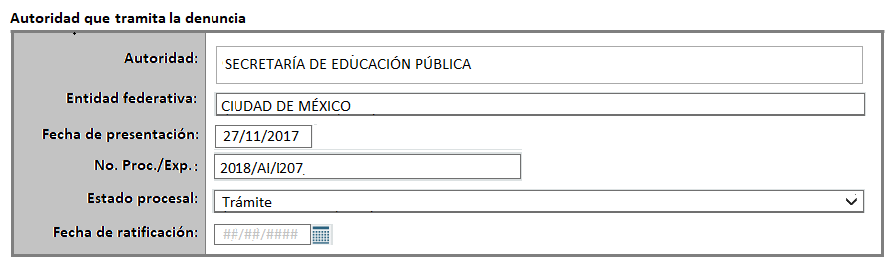 Autoridad que tramita la denuncia
Autoridad: SECRETARÍA DE EDUCACIÓN PÚBLICA
Entidad federativa: CIUDAD DE MÉXICO
Fecha de presentación: 27/11/2017
No. Proc./Exp.: 2018/AI/I207
Estado procesal: Trámite
Fecha de ratificación: ##/##/####